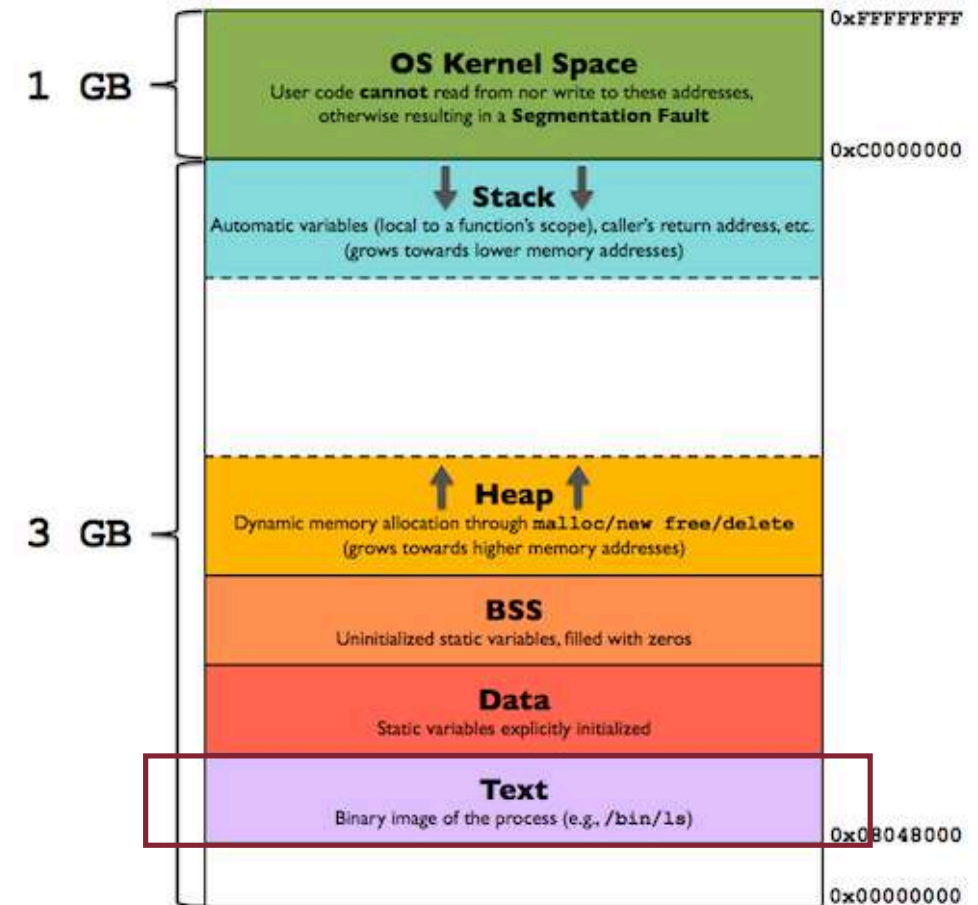 0xFFFFFFFF
1 GB
OS Kernel Space
User code cannot read from nor write to these addresses,
otherwise resulting in a Segmentation Fault
0xC0000000
Stack
Automatic variables (local to a function's scope), caller's return address, etc.
(grows towards lower memory addresses)
3 GB
Heap
Dynamic memory allocation through malloc/new free/delete
(grows towards higher memory addresses)
BSS
Uninitialized static variables, filled with zeros
Data
Static variables explicitly initialized
Text
Binary image of the process (e.g., /bin/ls)
0x08048000
0x00000000